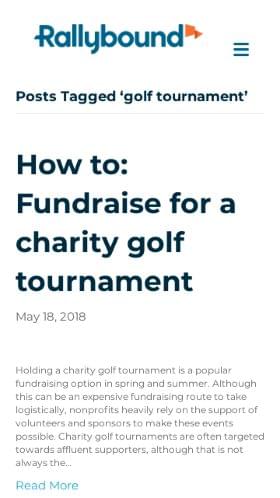 Rallybound
Posts Tagged ‘golf tournament’
How to:
Fundraise for a
charity golf
tournament
May 18, 2018
Holding a charity golf tournament is a popular
fundraising option in spring and summer. Although
this can be an expensive fundraising route to take
logistically, nonprofits heavily rely on the support of
volunteers and sponsors to make these events
possible. Charity golf tournaments are often targeted
towards affluent supporters, although that is not
always the...
Read More